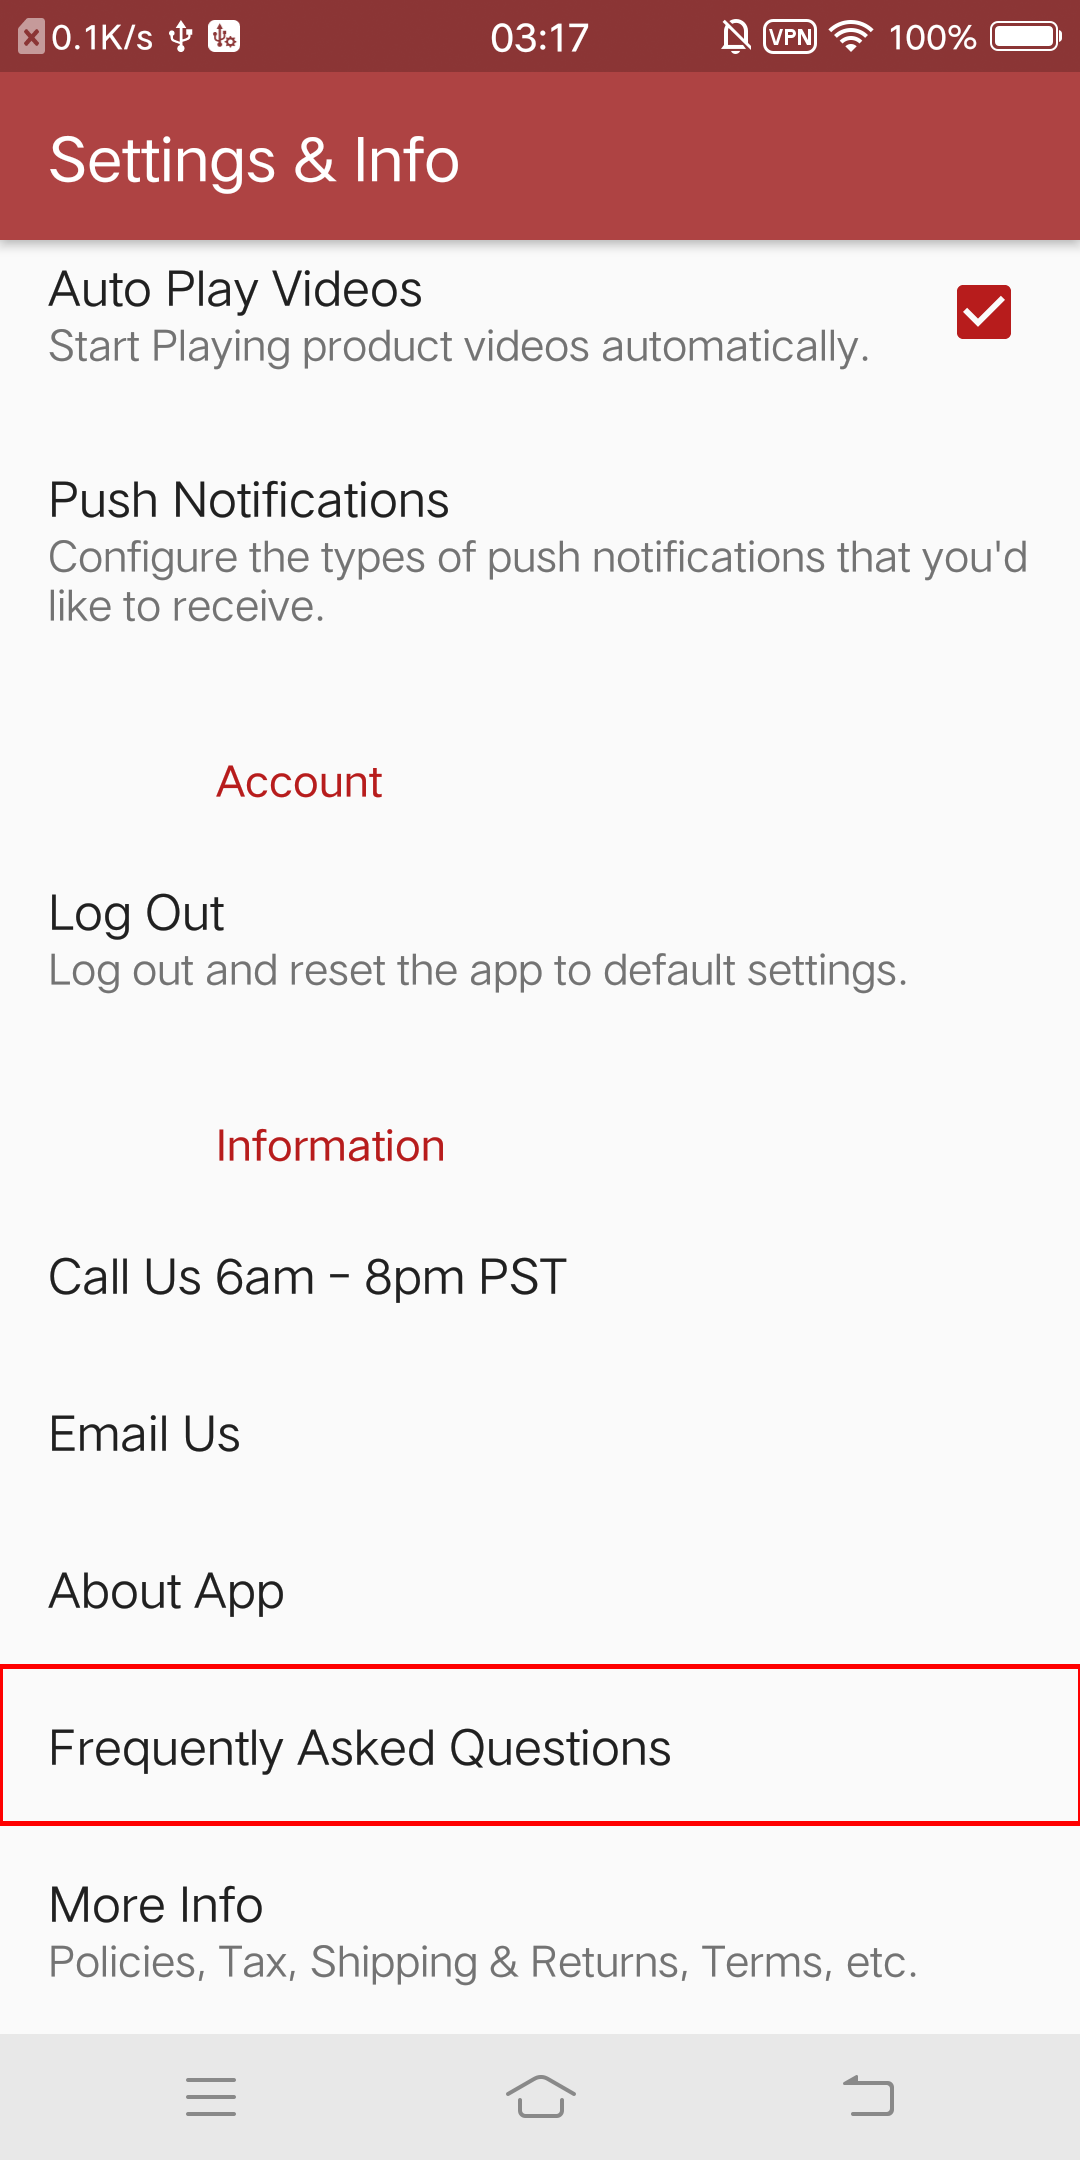 0.1K/s 03:17 VPN 100%
Settings & Info
Auto Play Videos
Start Playing product videos automatically.
Push Notifications
Configure the types of push notifications that you'd
like to receive.
Account
Log Out
Log out and reset the app to default settings.
Information
Call Us 6am - 8pm PST
Email Us
About App
Frequently Asked Questions
More Info
Policies, Tax, Shipping & Returns, Terms, etc.